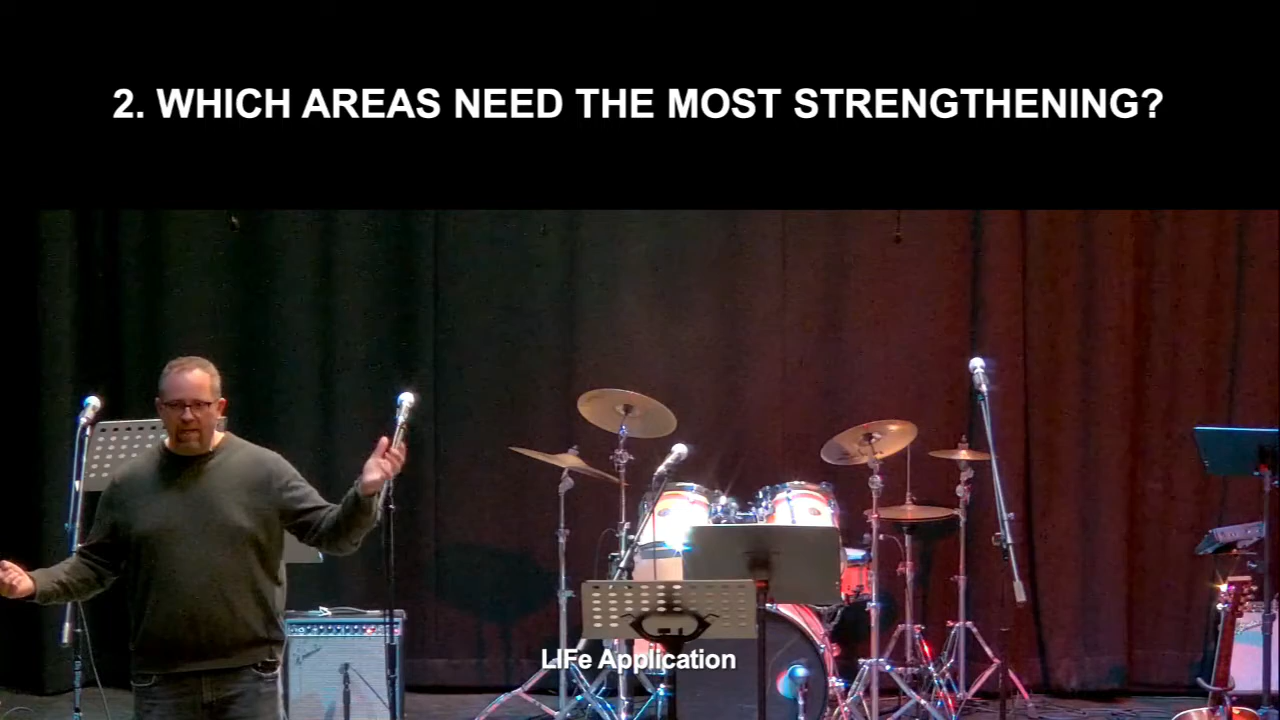 2. WHICH AREAS NEED THE MOST STRENGTHENING?
LIFe Application